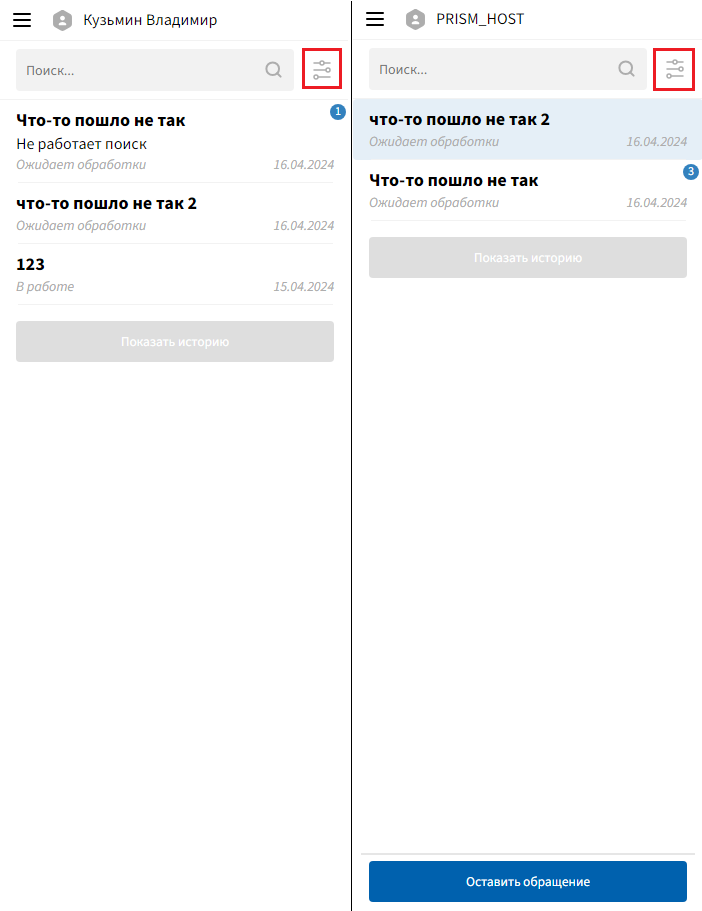 Кузьмин Владимир
Поиск...
1
Что-то пошло не так
Не работает поиск
Ожидает обработки 16.04.2024
что-то пошло не так 2
Ожидает обработки 16.04.2024
123
В работе 15.04.2024
Показать историю
PRISM_HOST
Поиск...
что-то пошло не так 2
Ожидает обработки 16.04.2024
3
Что-то пошло не так
Ожидает обработки 16.04.2024
Показать историю
Оставить обращение